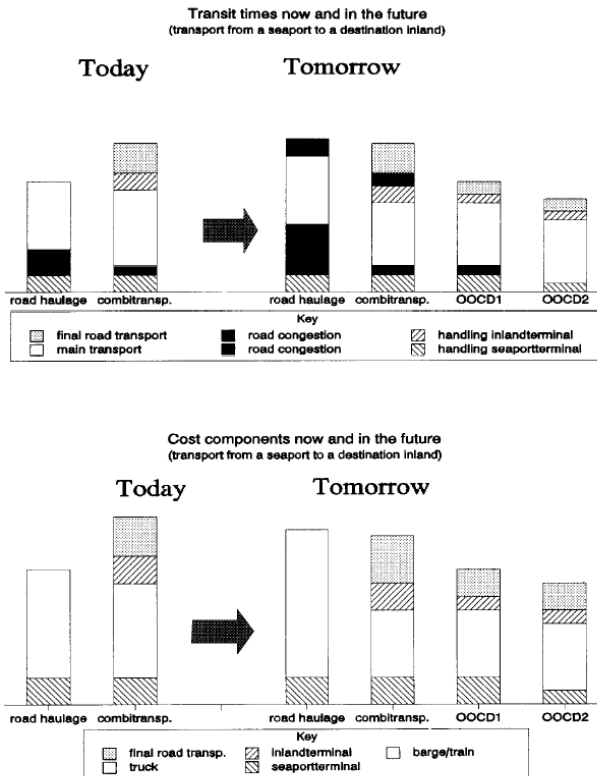 Transit times now and in the future
(transport from a seaport to a destination inland)
Today Tomorrow
road haulage combitransp. road haulage combitransp. OOCD1 OOCD2
Key
final road transport road congestion handling inlandterminal
main transport road congestion handling seaportterminal
Cost components now and in the future
(transport from a seaport to a destination inland)
Today Tomorrow
road haulage combitransp. road haulage combitransp. OOCD1 OOCD2
Key
final road transp. inlandterminal barge/train
truck seaportterminal